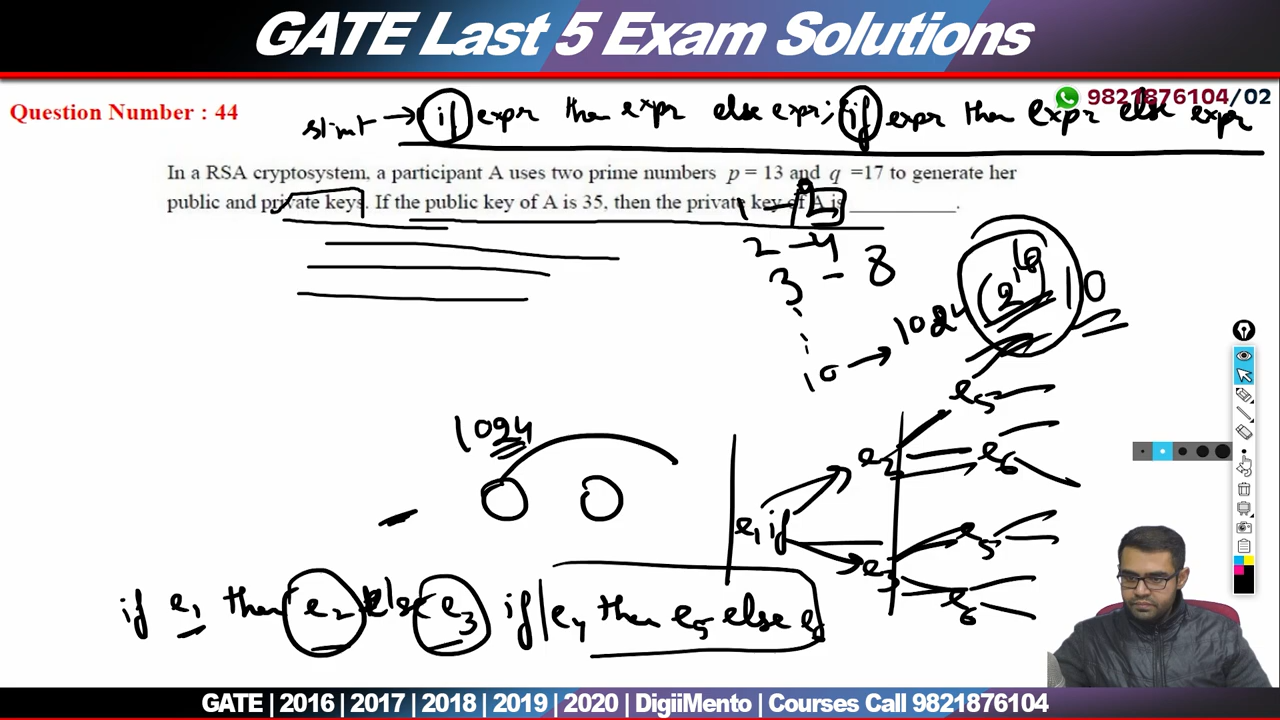 GATE Last 5 Exam Solutions
Question Number : 44
9821876104/02
stmt → if expr then expr else expr; if expr then expr else expr
In a RSA cryptosystem, a participant A uses two prime numbers p = 13 and q =17 to generate her
public and private keys. If the public key of A is 35, then the private key of A is ____________.
1 – 2
2 – 4
3 – 8
10 → 1024
(2^10) 10
1024
e1 if
e2
e3
e5
e6
e5
e6
if e1 then e2 else e3 if e4 then e5 else e6
GATE | 2016 | 2017 | 2018 | 2019 | 2020 | DigiiMento | Courses Call 9821876104